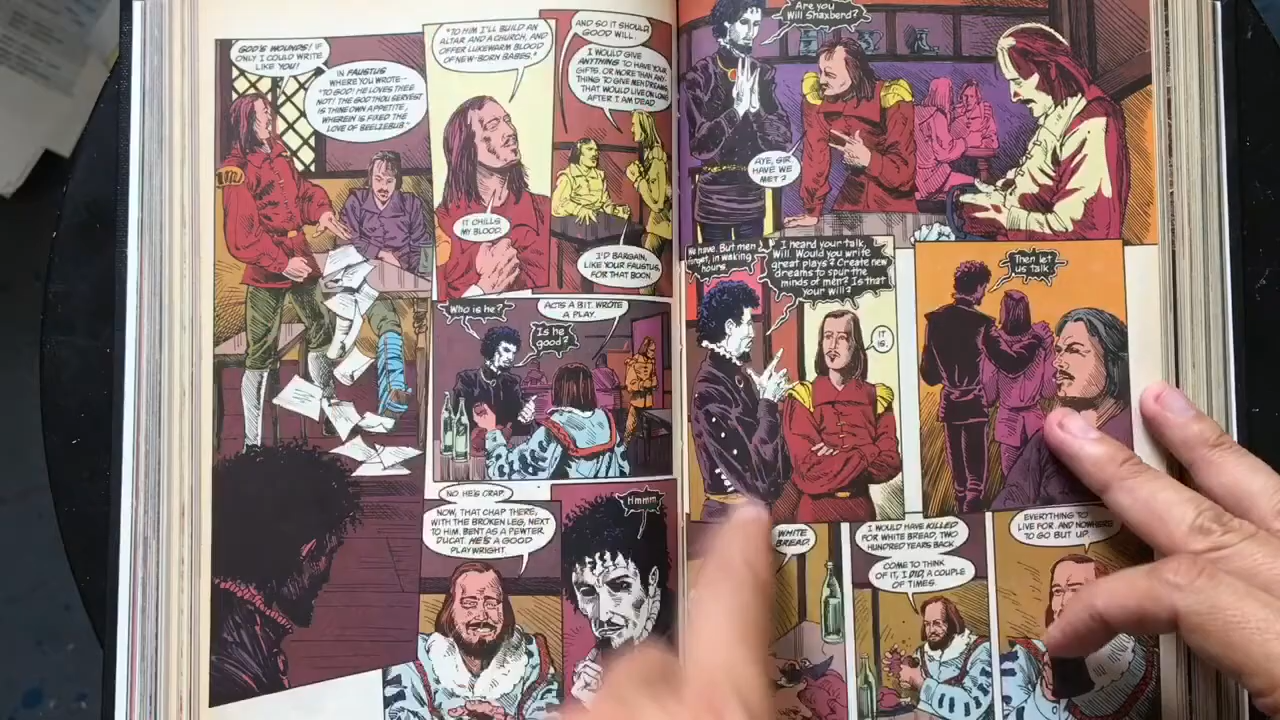 GOD'S WOUNDS! IF
ONLY I COULD WRITE
LIKE YOU!
IN FAUSTUS
WHERE YOU WROTE--
"TO GOD? HE LOVES THEE
NOT! THE GOD THOU SERVEST
IS THINE OWN APPETITE,
WHEREIN IS FIXED THE
LOVE OF BEELZEBUB."
"TO HIM I'LL BUILD AN
ALTAR AND A CHURCH, AND
OFFER LUKEWARM BLOOD
OF NEW-BORN BABES."
IT CHILLS
MY BLOOD.
AND SO IT SHOULD,
GOOD WILL.
I WOULD GIVE
ANYTHING TO HAVE YOUR
GIFTS. OR MORE THAN ANY-
THING TO GIVE MEN DREAMS,
THAT WOULD LIVE ON LONG
AFTER I AM DEAD.
I'D BARGAIN,
LIKE YOUR FAUSTUS,
FOR THAT BOON.
Who is he?
ACTS A BIT. WROTE
A PLAY.
Is he
good?
NO. HE'S CRAP.
NOW, THAT CHAP THERE,
WITH THE BROKEN LEG, NEXT
TO HIM. BENT AS A PEWTER
DUCAT. HE'S A GOOD
PLAYWRIGHT.
Hmmm.
Are you
Will Shaxberd?
AYE, SIR.
HAVE WE
MET?
We have. But men
forget, in waking
hours.
I heard your talk,
Will. Would you write
great plays? Create new
dreams to spur the
minds of men? Is that
your will?
IT
IS.
Then let
us talk.
WHITE
BREAD.
I WOULD HAVE KILLED
FOR WHITE BREAD, TWO
HUNDRED YEARS BACK.
COME TO THINK
OF IT, I DID, A COUPLE
OF TIMES.
EVERYTHING TO
LIVE FOR. AND NOWHERE
TO GO BUT UP.